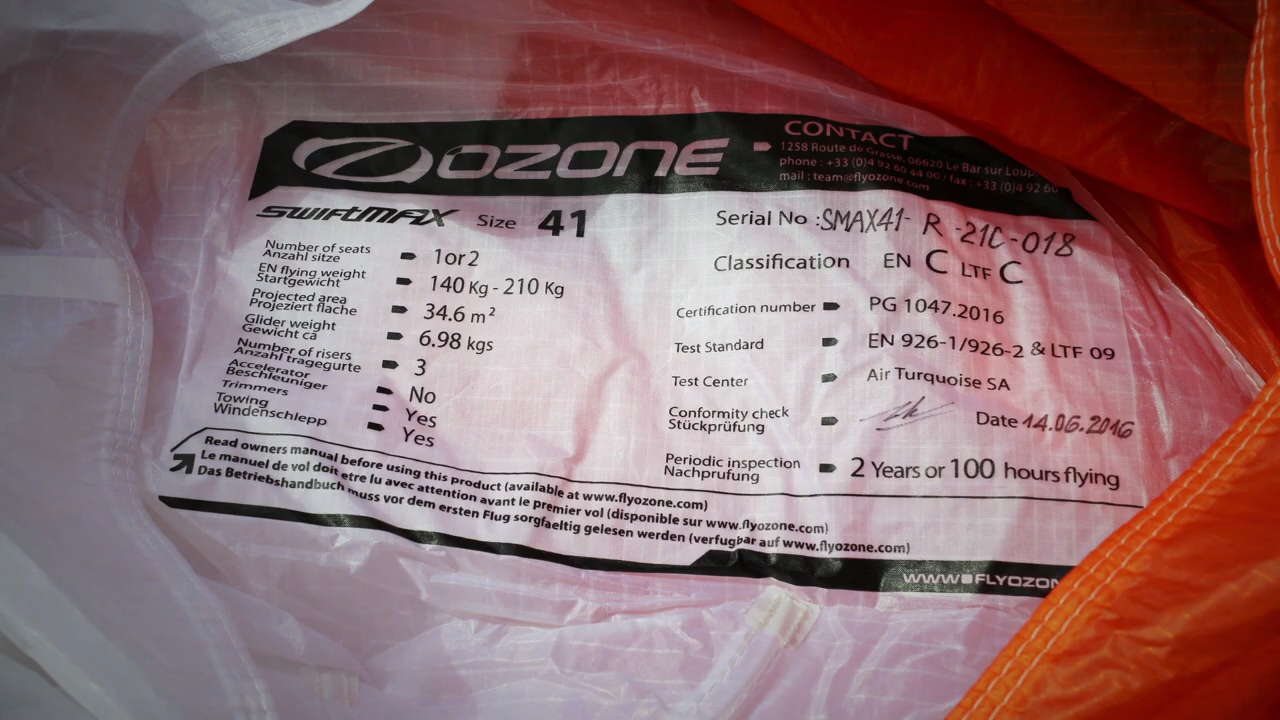 OZONE
CONTACT
1258 Route de Grasse, 06620 Le Bar sur Loup,
phone : +33 (0)4 92 60 44 00 / fax : +33 (0)4 92 60
mail : team@flyozone.com
swiftmax Size 41
Number of seats
Anzahl sitze
1or2
EN flying weight
Startgewicht
140 Kg - 210 Kg
Projected area
Projeziert flache
34.6 m²
Glider weight
Gewicht ca
6.98 kgs
Number of risers
Anzahl tragegurte
3
Accelerator
Beschleuniger
No
Trimmers
Yes
Towing
Windenschlepp
Yes
Serial No :SMAX41- R -21C-018
Classification EN C LTF C
Certification number PG 1047.2016
Test Standard EN 926-1/926-2 & LTF 09
Test Center Air Turquoise SA
Conformity check
Stückprüfung
Date 14.06.2016
Periodic inspection
Nachprufung
2 Years or 100 hours flying
Read owners manual before using this product (available at www.flyozone.com)
Le manuel de vol doit etre lu avec attention avant le premier vol (disponible sur www.flyozone.com)
Das Betriebshandbuch muss vor dem ersten Flug sorgfaeltig gelesen werden (verfugbar auf www.flyozone.com)
WWW FLYOZON